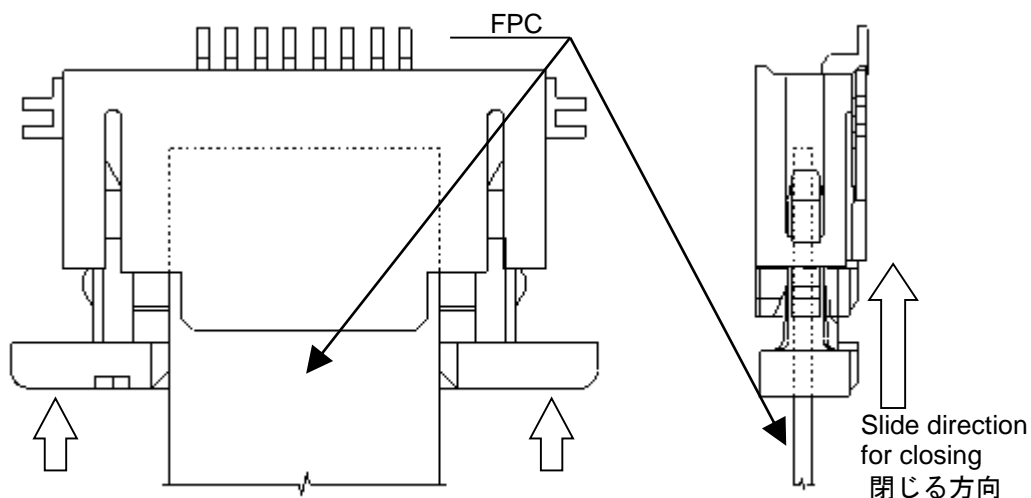 FPC
Slide direction
for closing
閉じる方向